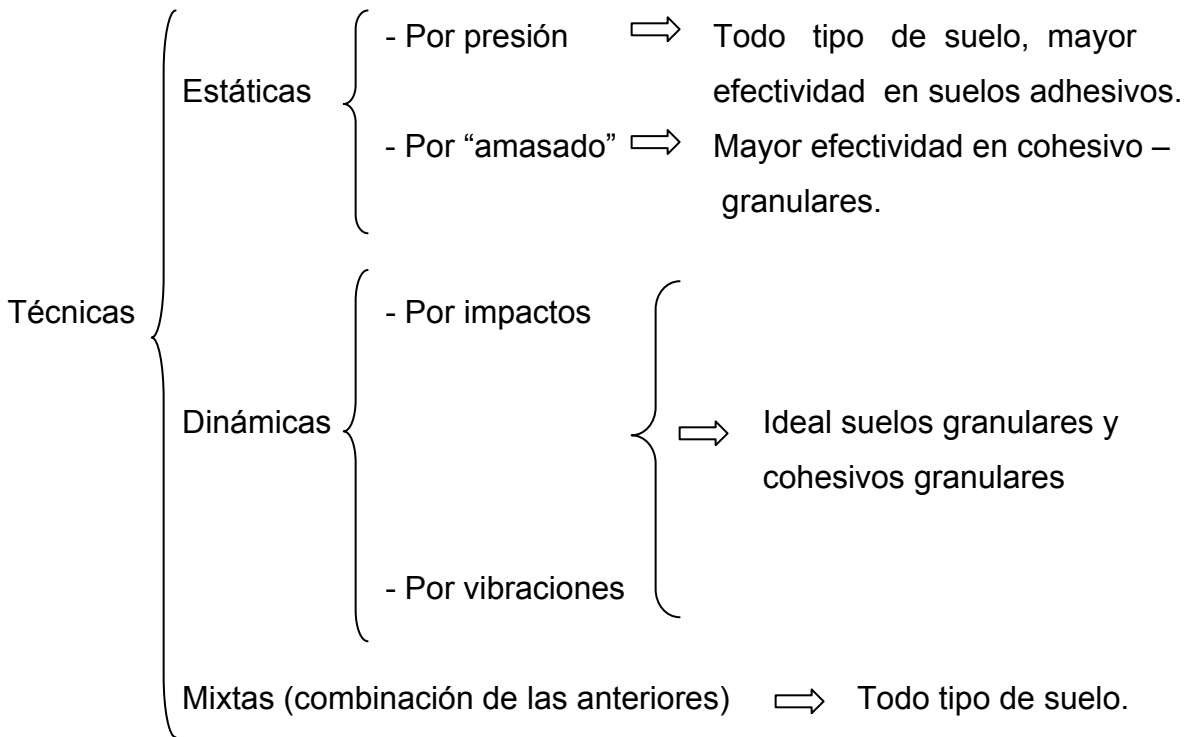 - Por presión Todo tipo de suelo, mayor
Estáticas efectividad en suelos adhesivos.
- Por “amasado” Mayor efectividad en cohesivo –
granulares.
Técnicas - Por impactos
Dinámicas Ideal suelos granulares y
cohesivos granulares
- Por vibraciones
Mixtas (combinación de las anteriores) Todo tipo de suelo.